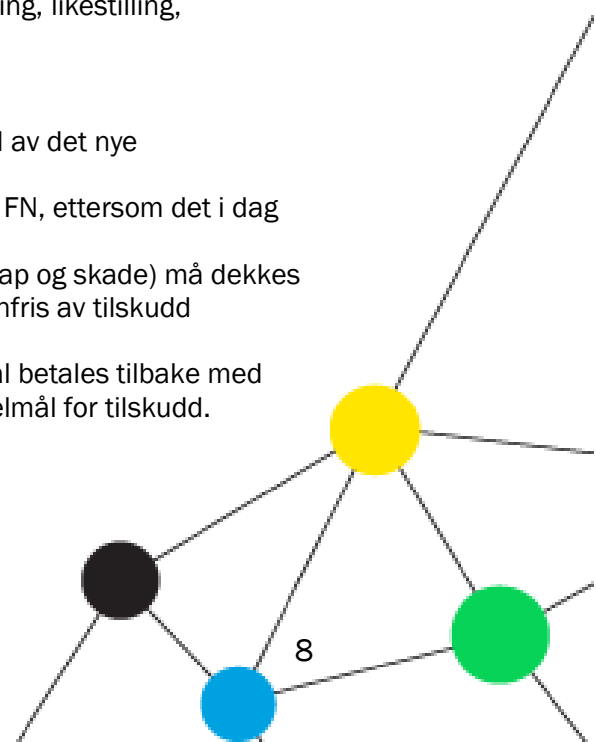 ing, likestilling,
l av det nye
FN, ettersom det i dag
ap og skade) må dekkes
nfris av tilskudd
al betales tilbake med
elmål for tilskudd.
8